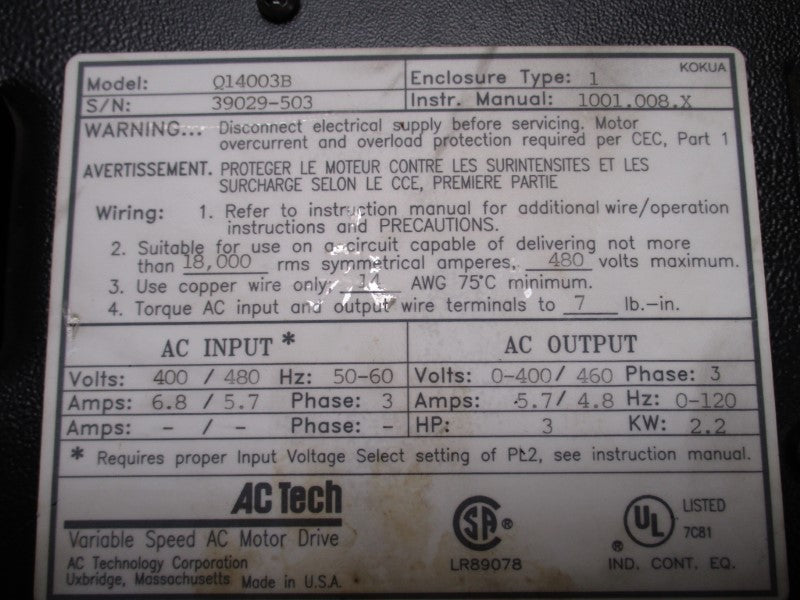 KOKUA
Model: Q14003B Enclosure Type: 1
S/N: 39029-503 Instr. Manual: 1001.008.X
WARNING... Disconnect electrical supply before servicing. Motor
overcurrent and overload protection required per CEC, Part 1
AVERTISSEMENT. PROTEGER LE MOTEUR CONTRE LES SURINTENSITES ET LES
SURCHARGE SELON LE CCE, PREMIERE PARTIE
Wiring: 1. Refer to instruction manual for additional wire/operation
instructions and PRECAUTIONS.
2. Suitable for use on a circuit capable of delivering not more
than 18,000 rms symmetrical amperes, 480 volts maximum.
3. Use copper wire only, 14 AWG 75°C minimum.
4. Torque AC input and output wire terminals to 7 lb.-in.
AC INPUT * AC OUTPUT
Volts: 400 / 480 Hz: 50-60 Volts: 0-400/ 460 Phase: 3
Amps: 6.8 / 5.7 Phase: 3 Amps: 5.7/ 4.8 Hz: 0-120
Amps: - / - Phase: - HP: 3 KW: 2.2
* Requires proper Input Voltage Select setting of PL2, see instruction manual.
AC Tech
Variable Speed AC Motor Drive
AC Technology Corporation
Uxbridge, Massachusetts Made in U.S.A.
SA ®
LR89078
UL ® LISTED
7C81
IND. CONT. EQ.